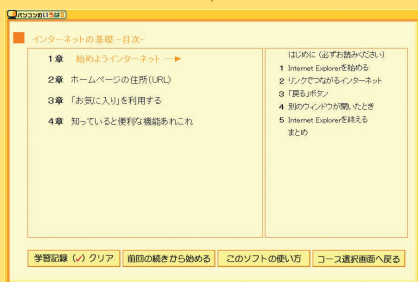 パソコンのいろは
インターネットの基礎 -目次-
1章 始めようインターネット
2章 ホームページの住所(URL)
3章 「お気に入り」を利用する
4章 知っていると便利な機能あれこれ
はじめに (必ずお読みください)
1 Internet Explorerを始める
2 リンクでつながるインターネット
3 「戻る」ボタン
4 別のウィンドウが開いたとき
5 Internet Explorerを終える
まとめ
学習記録 (✓) クリア
前回の続きから始める
このソフトの使い方
コース選択画面へ戻る